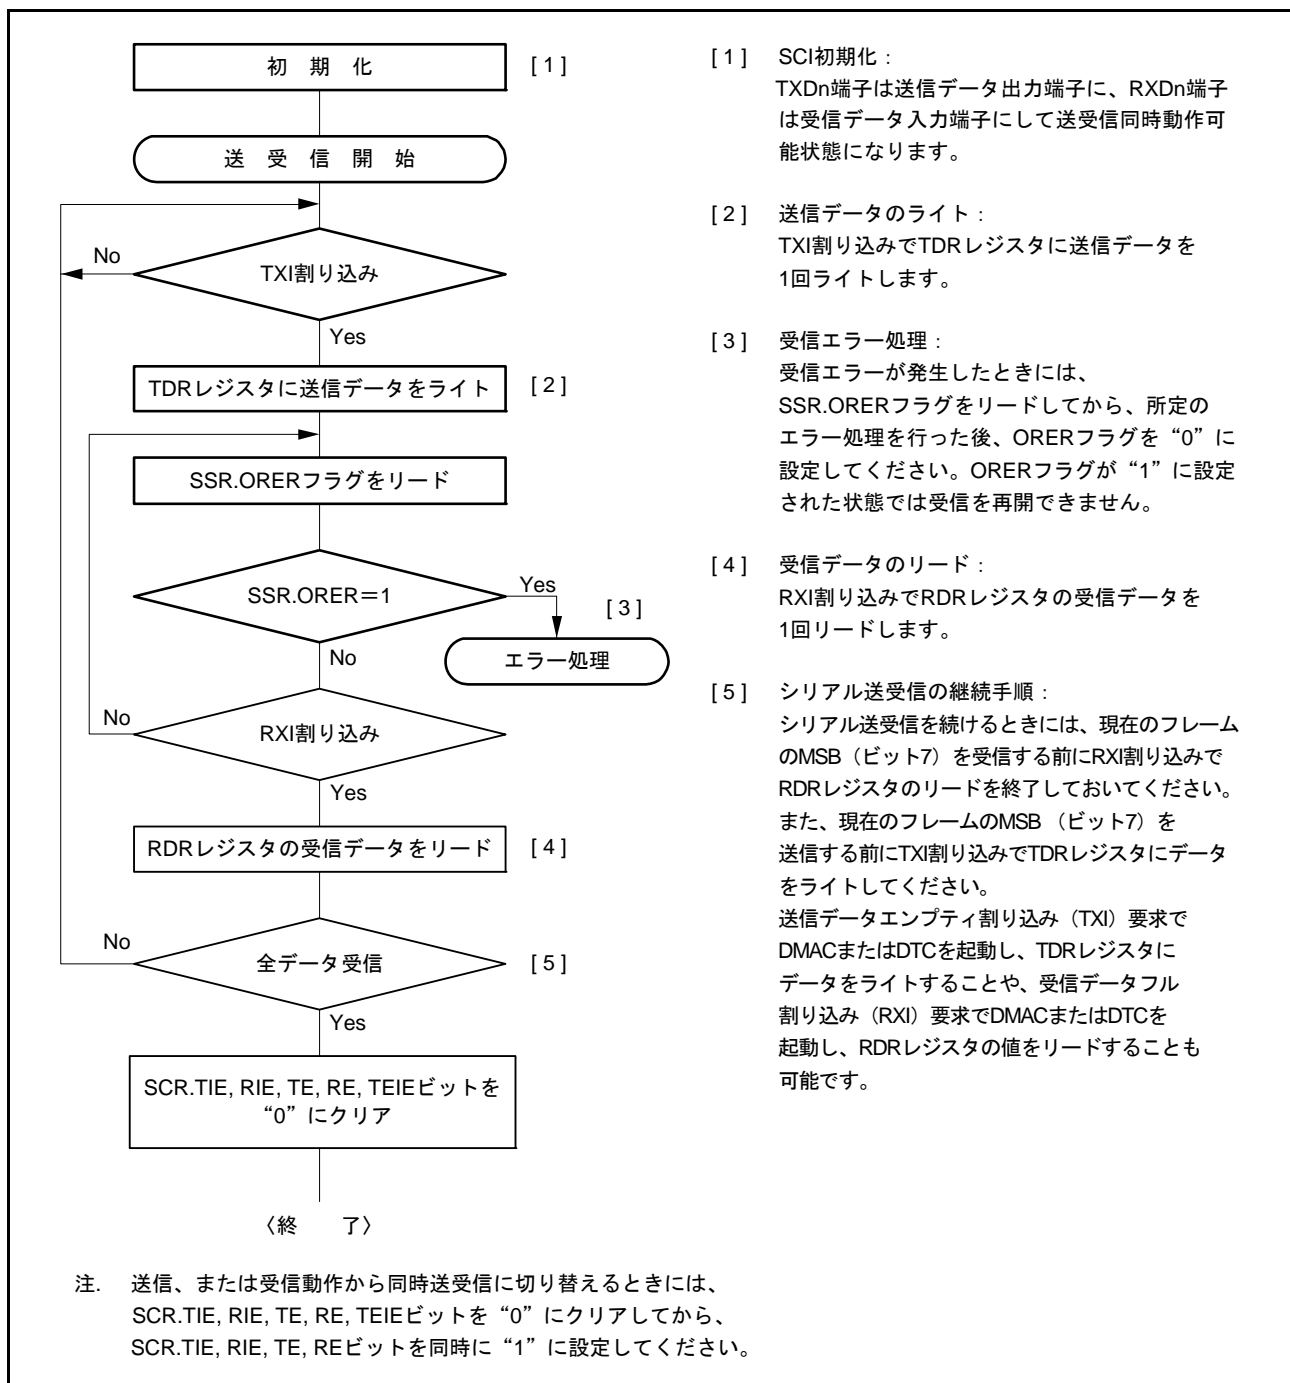 初 期 化 [ 1 ]
送 受 信 開 始
No
TXI割り込み
Yes
TDRレジスタに送信データをライト [ 2 ]
SSR.ORERフラグをリード
SSR.ORER＝1
Yes
[ 3 ]
エラー処理
No
No
RXI割り込み
Yes
RDRレジスタの受信データをリード [ 4 ]
No
全データ受信 [ 5 ]
Yes
SCR.TIE, RIE, TE, RE, TEIEビットを
“0”にクリア
〈終 了〉
[ 1 ] SCI初期化：
TXDn端子は送信データ出力端子に、RXDn端子
は受信データ入力端子にして送受信同時動作可
能状態になります。
[ 2 ] 送信データのライト：
TXI割り込みでTDRレジスタに送信データを
1回ライトします。
[ 3 ] 受信エラー処理：
受信エラーが発生したときには、
SSR.ORERフラグをリードしてから、所定の
エラー処理を行った後、ORERフラグを“0”に
設定してください。ORERフラグが“1”に設定
された状態では受信を再開できません。
[ 4 ] 受信データのリード：
RXI割り込みでRDRレジスタの受信データを
1回リードします。
[ 5 ] シリアル送受信の継続手順：
シリアル送受信を続けるときには、現在のフレーム
のMSB（ビット7）を受信する前にRXI割り込みで
RDRレジスタのリードを終了しておいてください。
また、現在のフレームのMSB （ビット7）を
送信する前にTXI割り込みでTDRレジスタにデータ
をライトしてください。
送信データエンプティ割り込み（TXI）要求で
DMACまたはDTCを起動し、TDRレジスタに
データをライトすることや、受信データフル
割り込み（RXI）要求でDMACまたはDTCを
起動し、RDRレジスタの値をリードすることも
可能です。
注. 送信、または受信動作から同時送受信に切り替えるときには、
SCR.TIE, RIE, TE, RE, TEIEビットを“0”にクリアしてから、
SCR.TIE, RIE, TE, REビットを同時に“1”に設定してください。